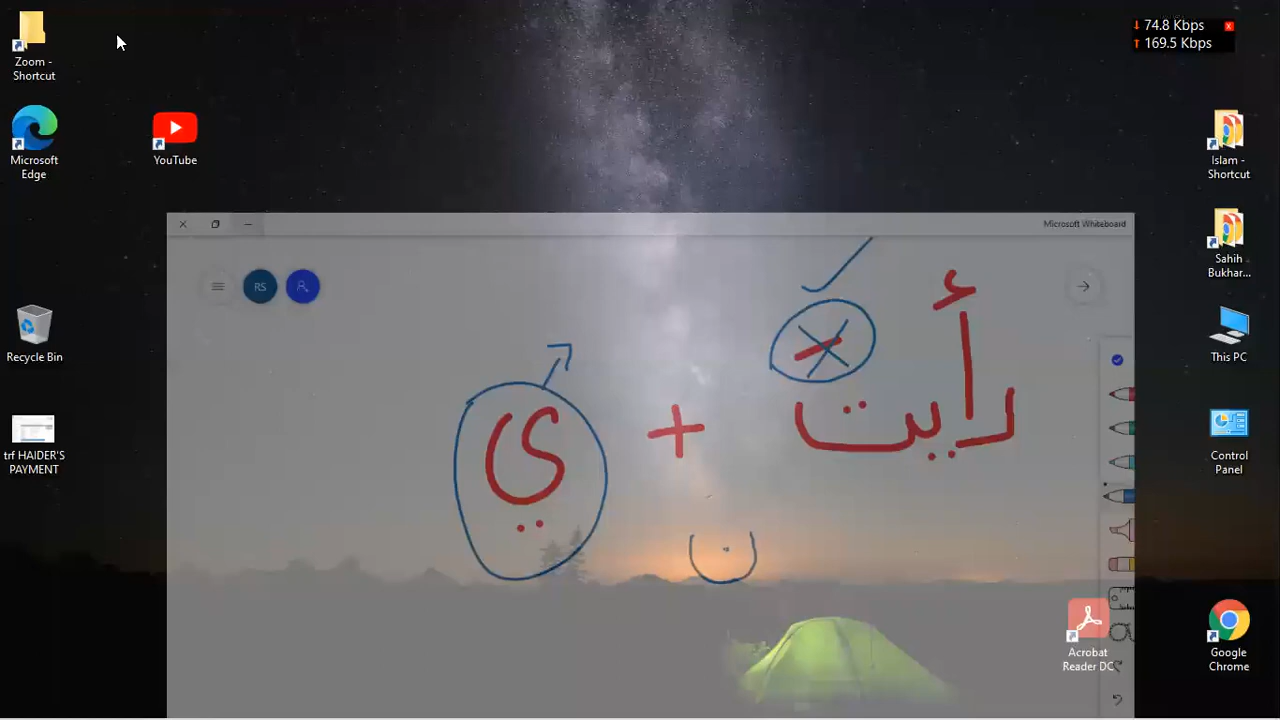 74.8 Kbps
169.5 Kbps
Zoom -
Shortcut
Microsoft
Edge
YouTube
Islam -
Shortcut
Sahih
Bukhar...
Microsoft Whiteboard
RS
رأيت + ي
ن
Recycle Bin
This PC
trf HAIDER'S
PAYMENT
Control
Panel
Acrobat
Reader DC
Google
Chrome